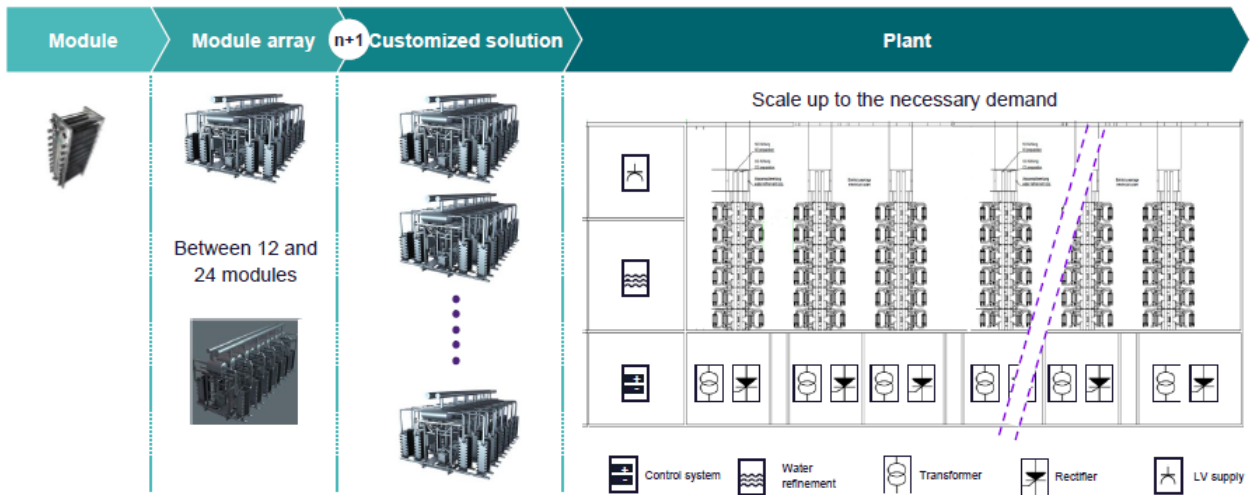 Module
Module array
n+1
Customized solution
Plant
Scale up to the necessary demand
Between 12 and
24 modules
Control system
Water
refinement
Transformer
Rectifier
LV supply